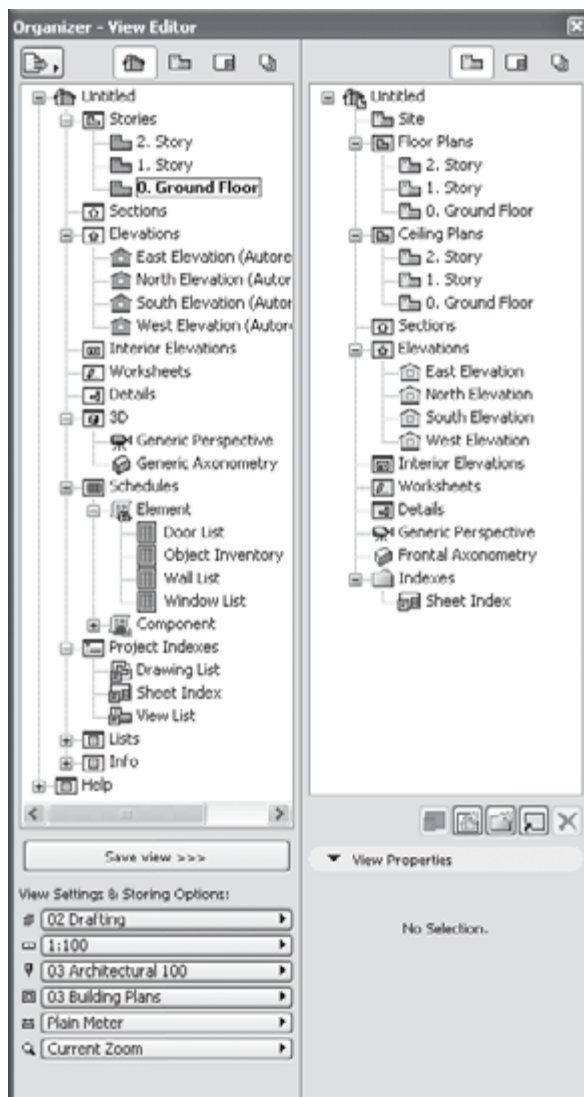 Organizer - View Editor
Untitled
Stories
2. Story
1. Story
0. Ground Floor
Sections
Elevations
East Elevation (Autore
North Elevation (Autor
South Elevation (Autor
West Elevation (Autor
Interior Elevations
Worksheets
Details
3D
Generic Perspective
Generic Axonometry
Schedules
Element
Door List
Object Inventory
Wall List
Window List
Component
Project Indexes
Drawing List
Sheet Index
View List
Lists
Info
Help
Save view >>>
View Settings & Storing Options:
02 Drafting
1:100
03 Architectural 100
03 Building Plans
Plain Meter
Current Zoom
Untitled
Site
Floor Plans
2. Story
1. Story
0. Ground Floor
Ceiling Plans
2. Story
1. Story
0. Ground Floor
Sections
Elevations
East Elevation
North Elevation
South Elevation
West Elevation
Interior Elevations
Worksheets
Details
Generic Perspective
Frontal Axonometry
Indexes
Sheet Index
View Properties
No Selection.